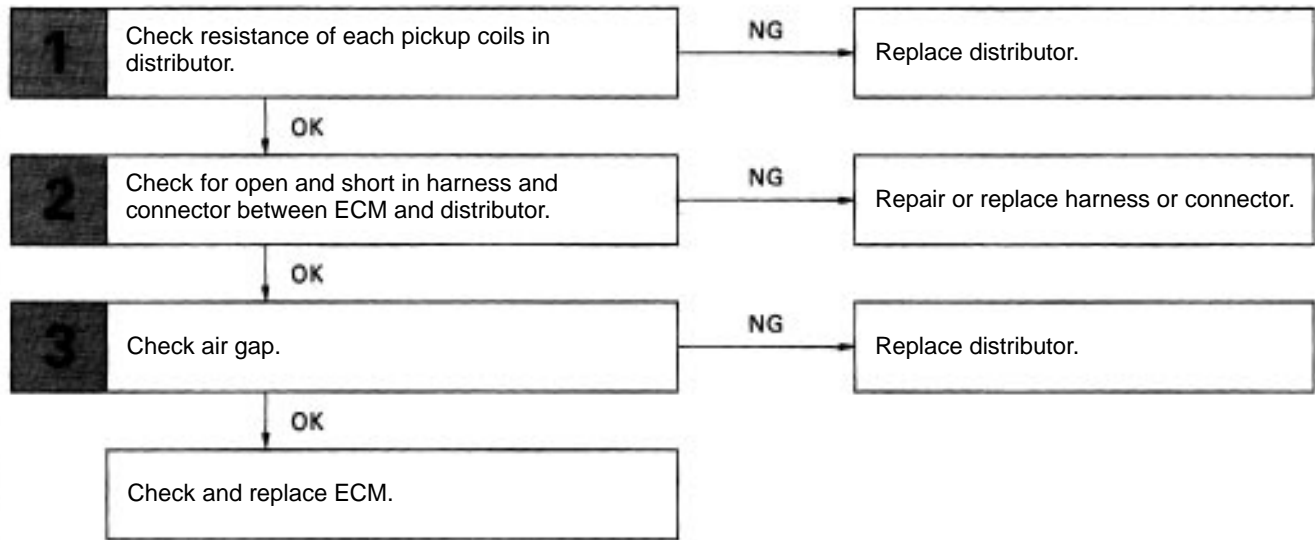 1
Check resistance of each pickup coils in
distributor.
NG
Replace distributor.
OK
2
Check for open and short in harness and
connector between ECM and distributor.
NG
Repair or replace harness or connector.
OK
3
Check air gap.
NG
Replace distributor.
OK
Check and replace ECM.